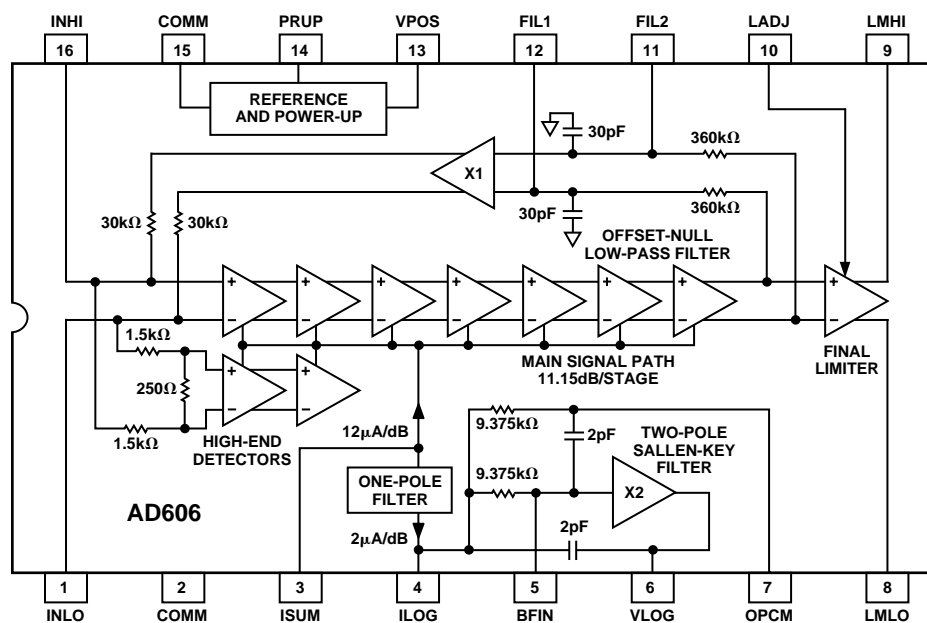 INHI COMM PRUP VPOS FIL1 FIL2 LADJ LMHI
16 15 14 13 12 11 10 9
REFERENCE
AND POWER-UP
30pF
360kΩ
X1
30kΩ
30kΩ
30pF
360kΩ
OFFSET-NULL
LOW-PASS FILTER
+ + + + + + + +
– – – – – – – –
1.5kΩ
+ +
250Ω
– –
1.5kΩ
HIGH-END
DETECTORS
MAIN SIGNAL PATH
11.15dB/STAGE
FINAL
LIMITER
12µA/dB
9.375kΩ
2pF
TWO-POLE
SALLEN-KEY
FILTER
ONE-POLE
FILTER
9.375kΩ
X2
AD606
2µA/dB
2pF
1 2 3 4 5 6 7 8
INLO COMM ISUM ILOG BFIN VLOG OPCM LMLO